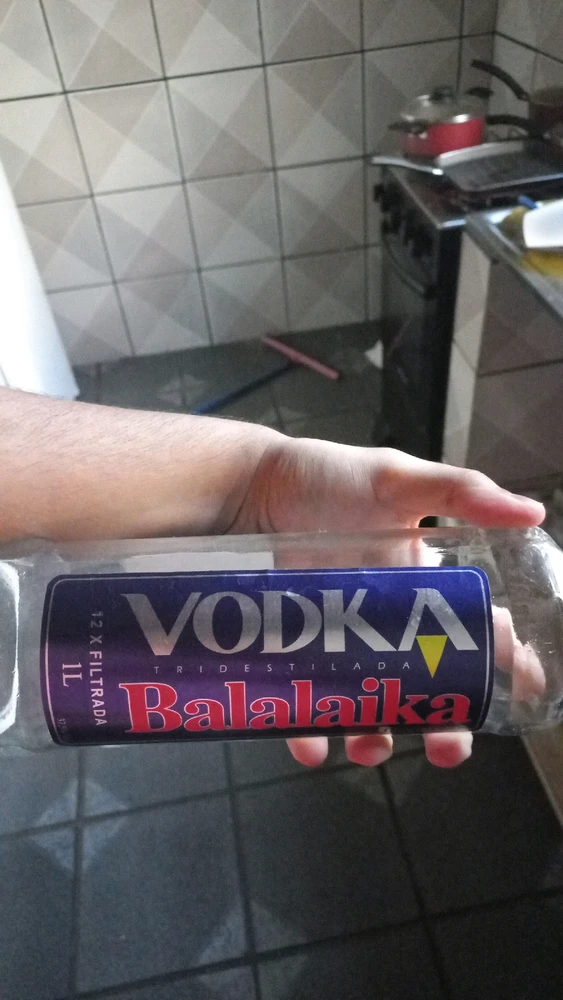 VODKA
TRIDESTILADA
Balalaika
12 X FILTRADA
1L